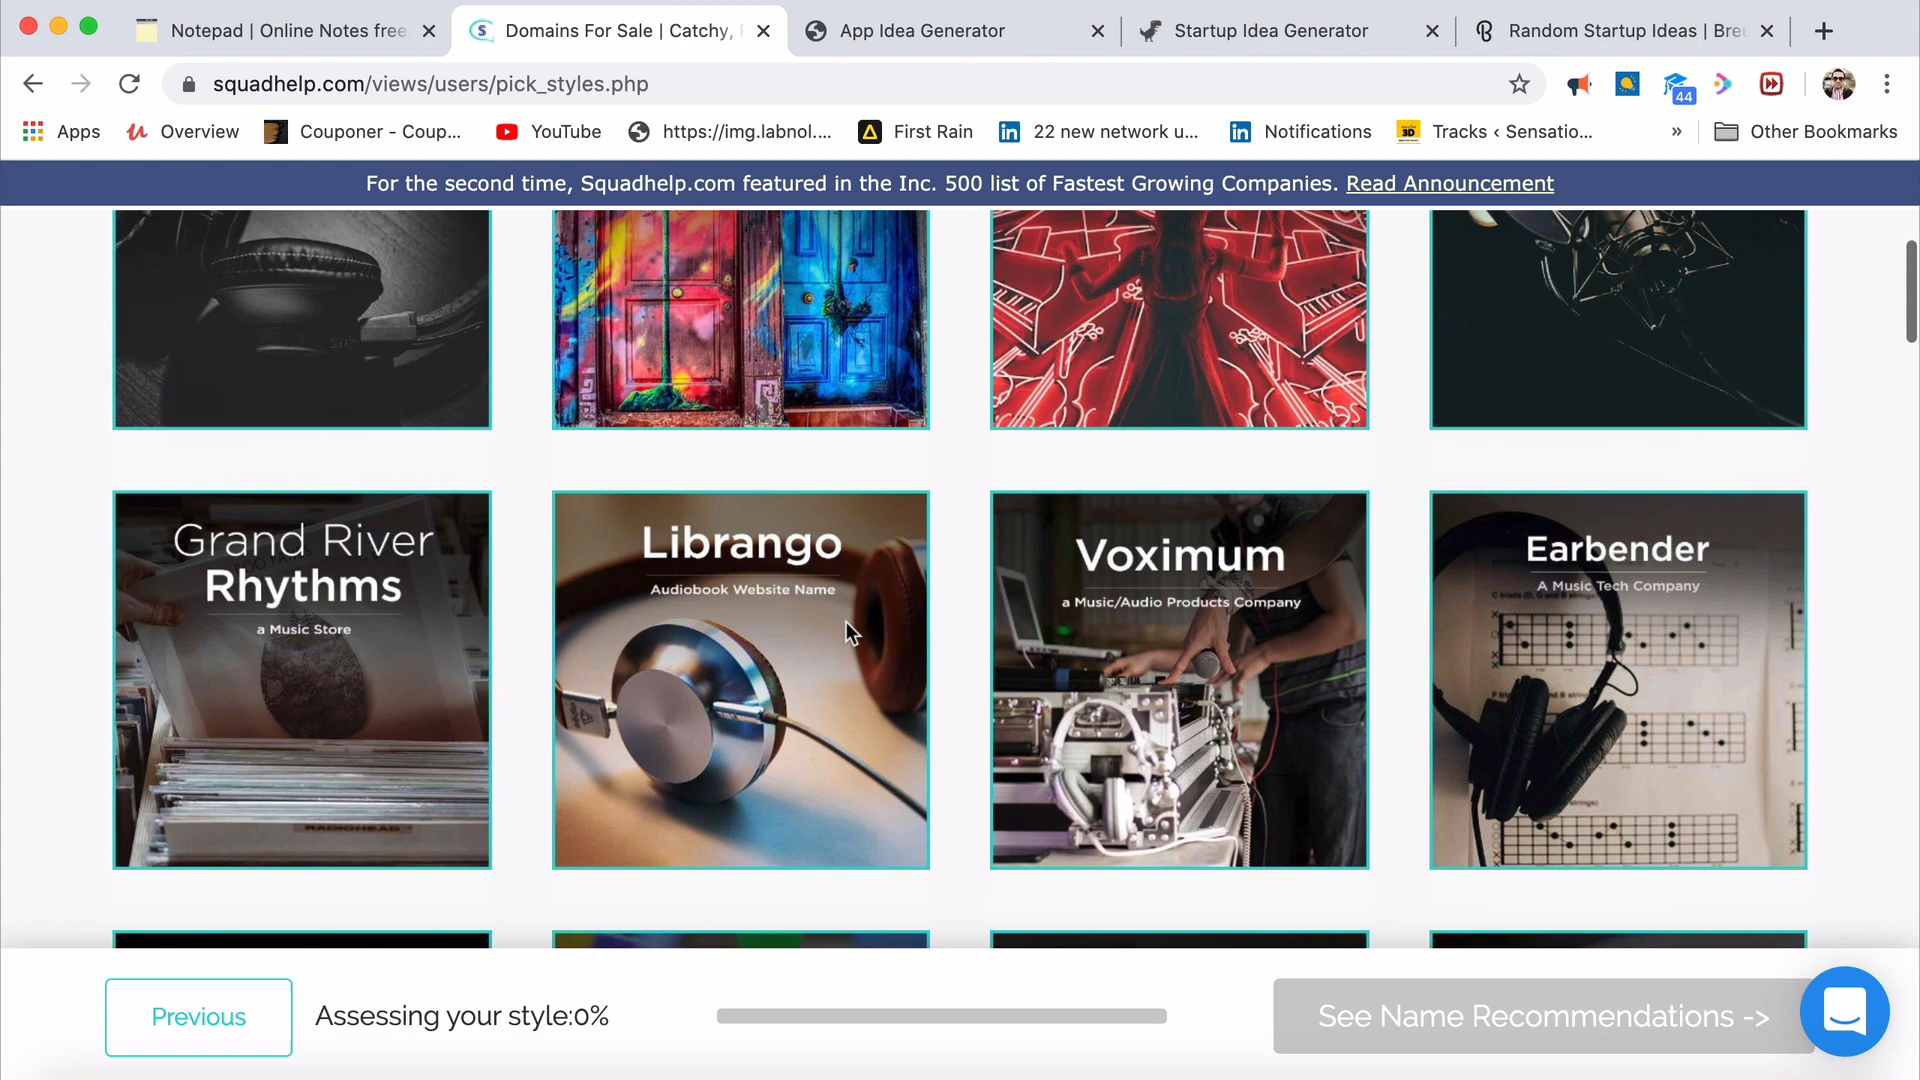 Notepad | Online Notes free
Domains For Sale | Catchy,
App Idea Generator
Startup Idea Generator
Random Startup Ideas | Breu
squadhelp.com/views/users/pick_styles.php
44
Apps
Overview
Couponer - Coup...
YouTube
https://img.labnol....
First Rain
22 new network u...
Notifications
3D
Tracks ‹ Sensatio...
»
Other Bookmarks
For the second time, Squadhelp.com featured in the Inc. 500 list of Fastest Growing Companies. Read Announcement
Grand River
Rhythms
a Music Store
RADIOHEAD
Librango
Audiobook Website Name
Voximum
a Music/Audio Products Company
Earbender
A Music Tech Company
Previous
Assessing your style:0%
See Name Recommendations ->